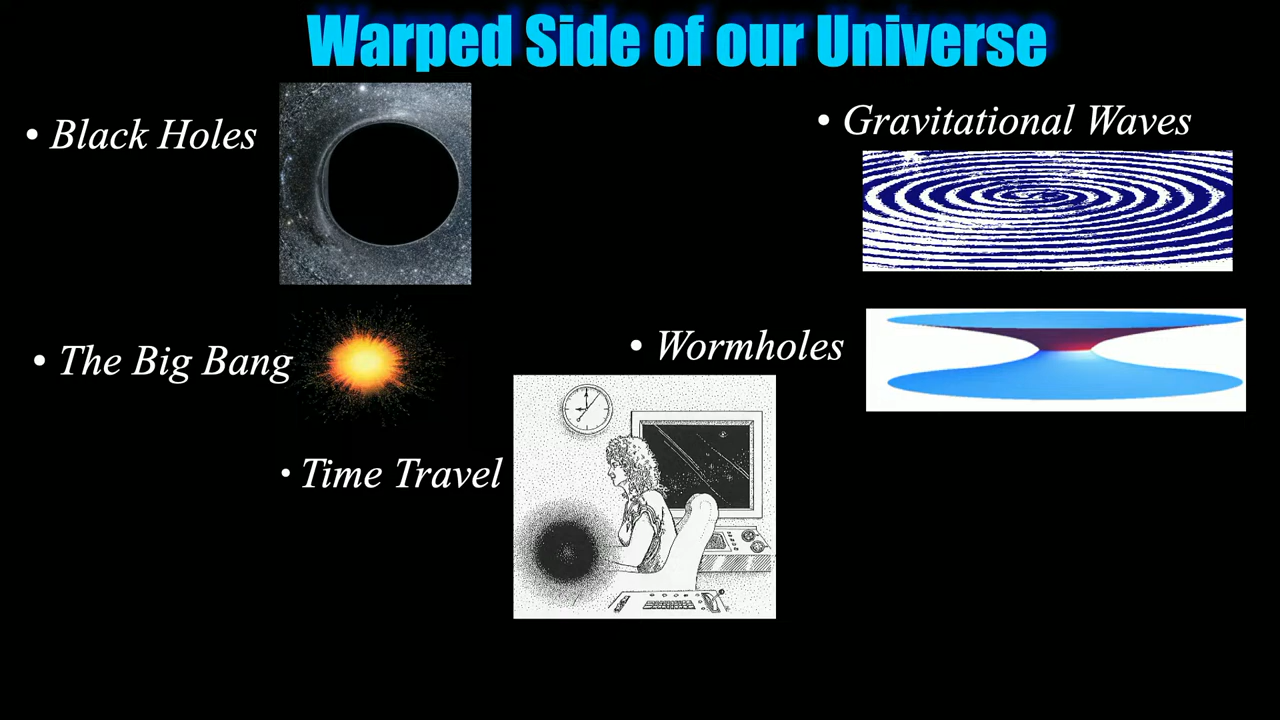 Warped Side of our Universe
• Black Holes
• Gravitational Waves
• The Big Bang
• Wormholes
• Time Travel